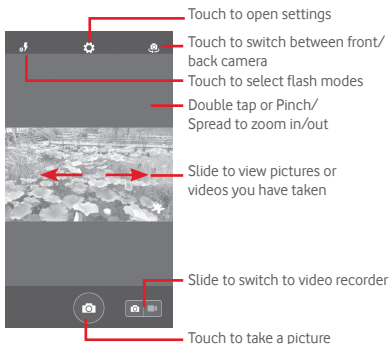 Touch to open settings
Touch to switch between front/
back camera
Touch to select flash modes
Double tap or Pinch/
Spread to zoom in/out
Slide to view pictures or
videos you have taken
Slide to switch to video recorder
Touch to take a picture